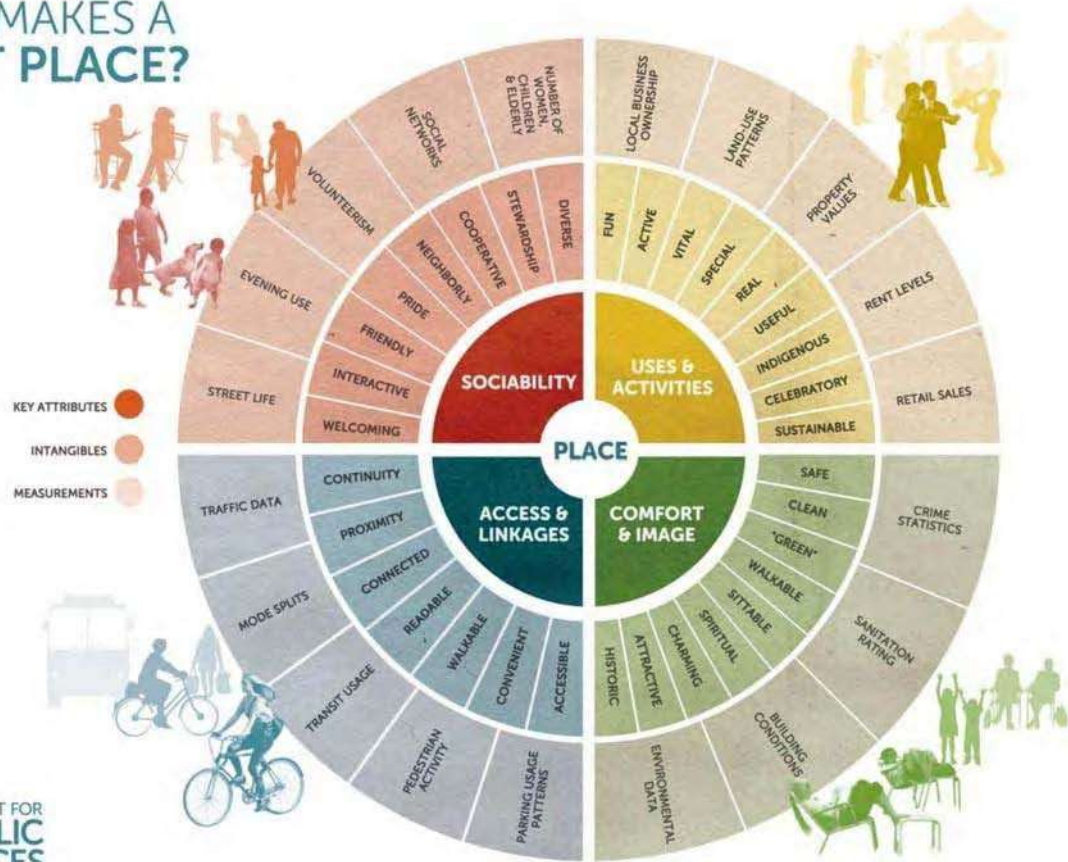 MAKES A
PLACE?
KEY ATTRIBUTES
INTANGIBLES
MEASUREMENTS
PLACE
SOCIABILITY
USES &
ACTIVITIES
ACCESS &
LINKAGES
COMFORT
& IMAGE
DIVERSE
STEWARDSHIP
COOPERATIVE
NEIGHBORLY
PRIDE
FRIENDLY
INTERACTIVE
WELCOMING
NUMBER OF
WOMEN,
CHILDREN
& ELDERLY
SOCIAL
NETWORKS
VOLUNTEERISM
EVENING USE
STREET LIFE
FUN
ACTIVE
VITAL
SPECIAL
REAL
USEFUL
INDIGENOUS
CELEBRATORY
SUSTAINABLE
LOCAL BUSINESS
OWNERSHIP
LAND-USE
PATTERNS
PROPERTY
VALUES
RENT LEVELS
RETAIL SALES
CONTINUITY
PROXIMITY
CONNECTED
READABLE
WALKABLE
CONVENIENT
ACCESSIBLE
TRAFFIC DATA
MODE SPLITS
TRANSIT USAGE
PEDESTRIAN
ACTIVITY
PARKING USAGE
PATTERNS
SAFE
CLEAN
"GREEN"
WALKABLE
SITTABLE
SPIRITUAL
CHARMING
ATTRACTIVE
HISTORIC
CRIME
STATISTICS
SANITATION
RATING
BUILDING
CONDITIONS
ENVIRONMENTAL
DATA
FOR